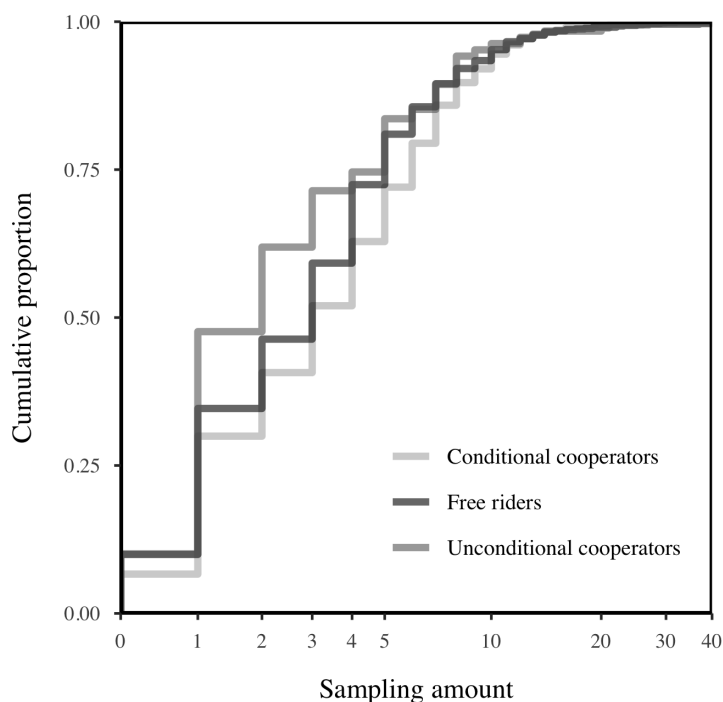 1.00
0.75
0.50
0.25
0.00
Cumulative proportion
Conditional cooperators
Free riders
Unconditional cooperators
0 1 2 3 4 5 10 20 30 40
Sampling amount